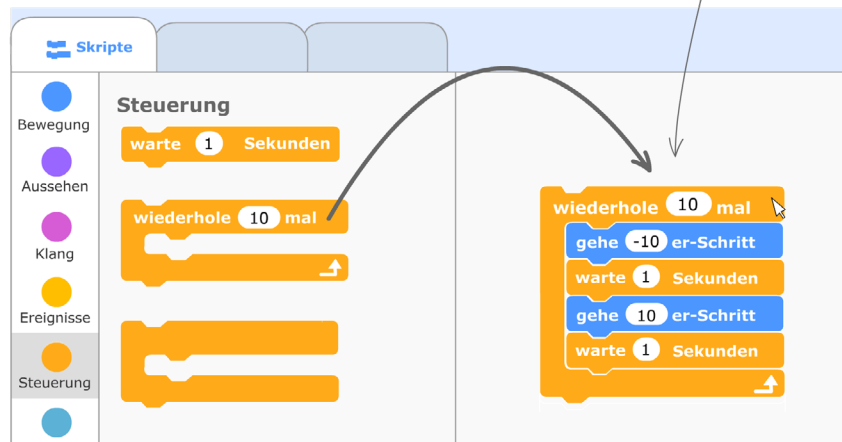 Skripte
Bewegung
Aussehen
Klang
Ereignisse
Steuerung
Steuerung
warte 1 Sekunden
wiederhole 10 mal
wiederhole 10 mal
gehe -10 er-Schritt
warte 1 Sekunden
gehe 10 er-Schritt
warte 1 Sekunden